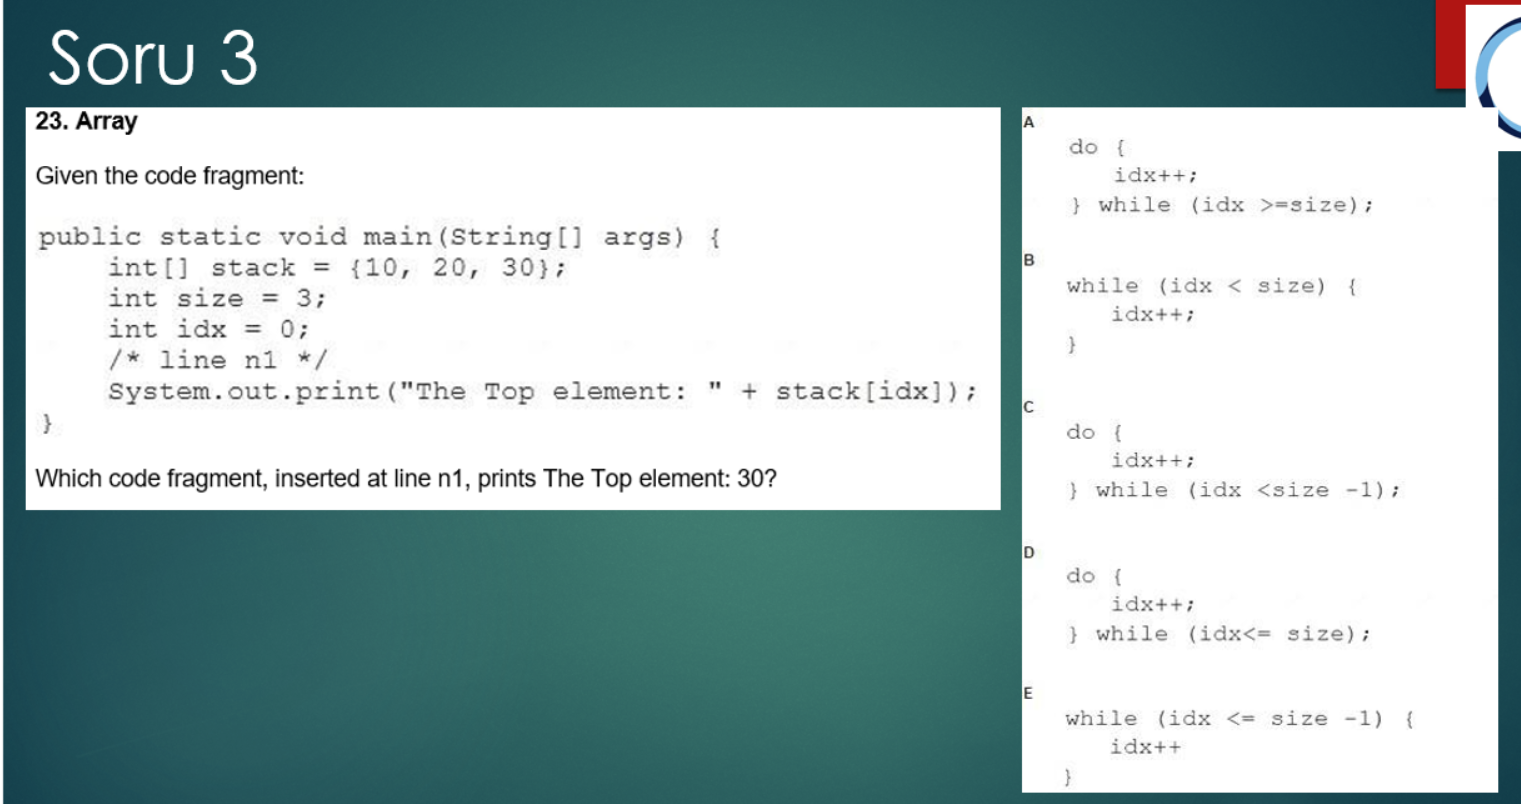 Soru 3
23. Array
Given the code fragment:
public static void main(String[] args) {
    int[] stack = {10, 20, 30};
    int size = 3;
    int idx = 0;
    /* line n1 */
    System.out.print("The Top element: " + stack[idx]);
}
Which code fragment, inserted at line n1, prints The Top element: 30?
A
do {
    idx++;
} while (idx >=size);
B
while (idx < size) {
    idx++;
}
C
do {
    idx++;
} while (idx <size -1);
D
do {
    idx++;
} while (idx<= size);
E
while (idx <= size -1) {
    idx++
}